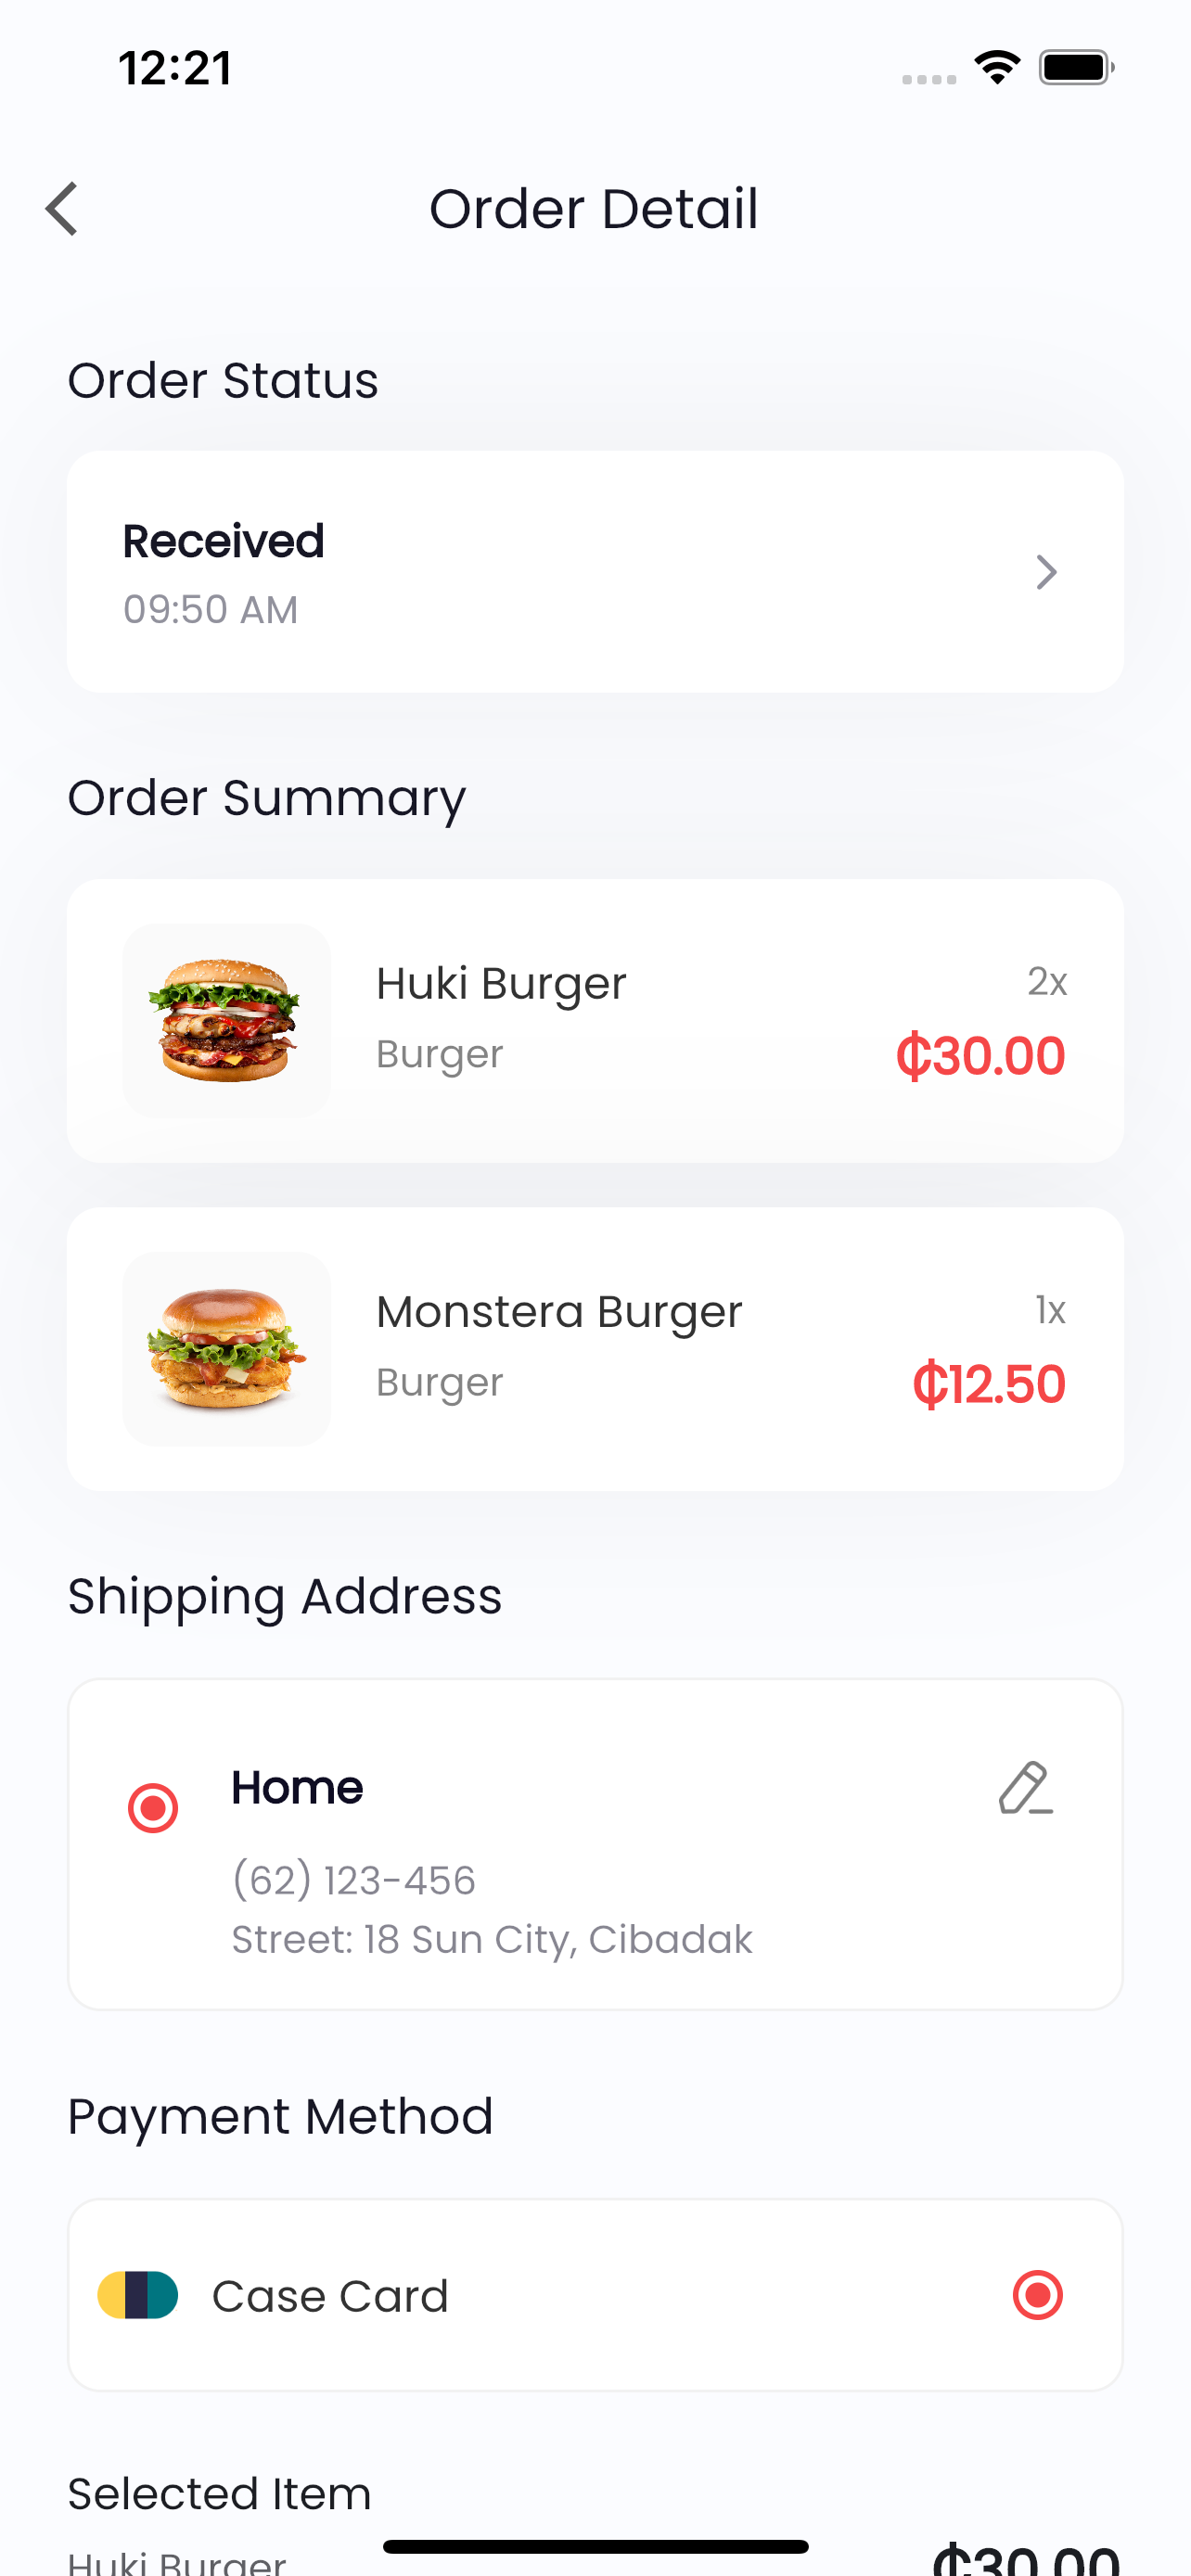 12:21
Order Detail
Order Status
Received
09:50 AM
Order Summary
Huki Burger
2x
Burger
₵30.00
Monstera Burger
1x
Burger
₵12.50
Shipping Address
Home
(62) 123-456
Street: 18 Sun City, Cibadak
Payment Method
Case Card
Selected Item
Huki Burger
₵30.00